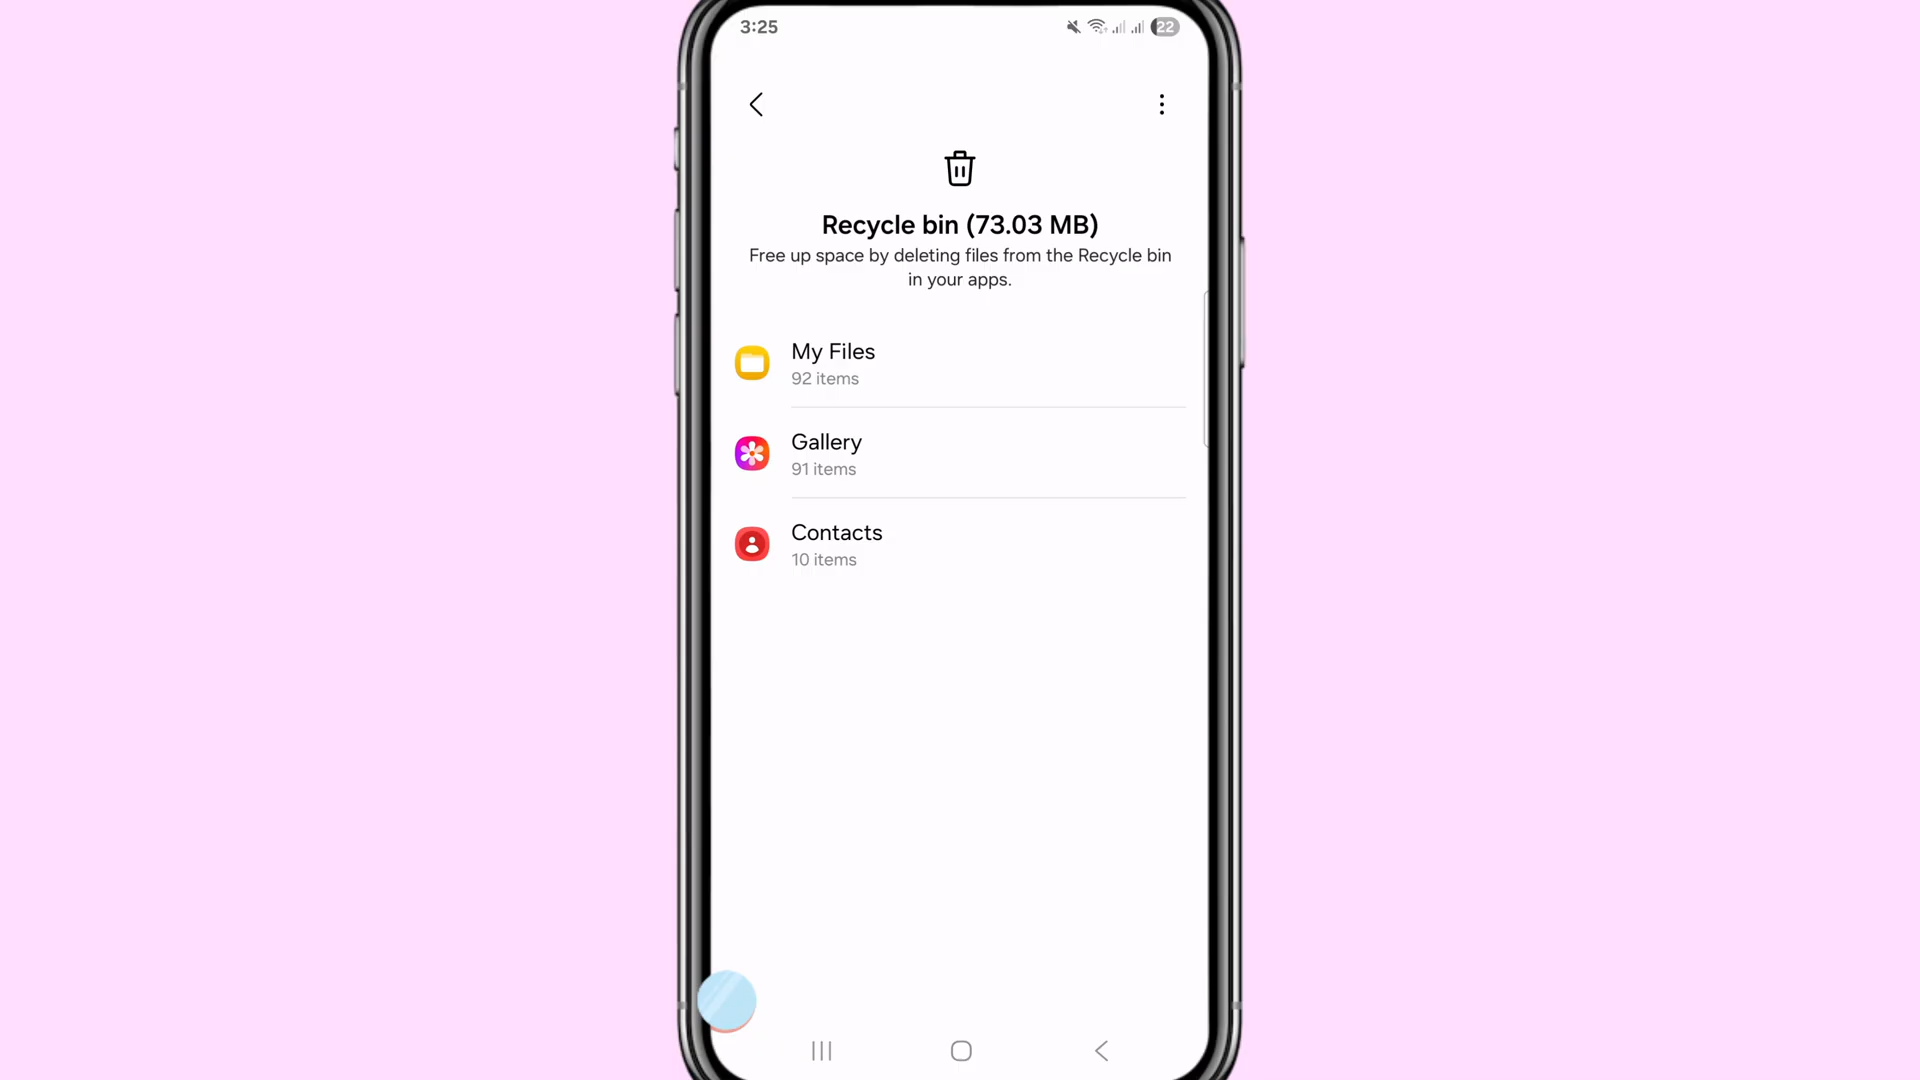 3:25
22
Recycle bin (73.03 MB)
Free up space by deleting files from the Recycle bin
in your apps.
My Files
92 items
Gallery
91 items
Contacts
10 items